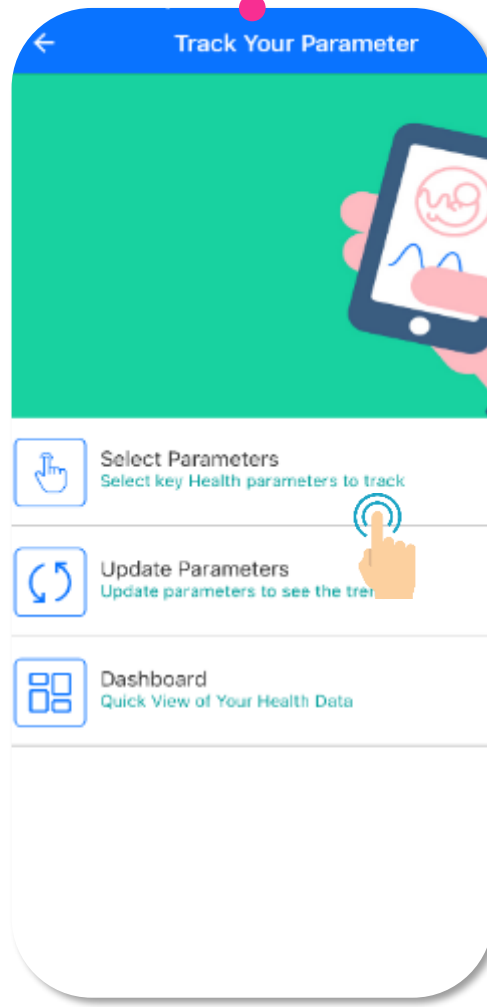 Track Your Parameter
Select Parameters
Select key Health parameters to track
Update Parameters
Update parameters to see the
Dashboard
Quick View of Your Health Data